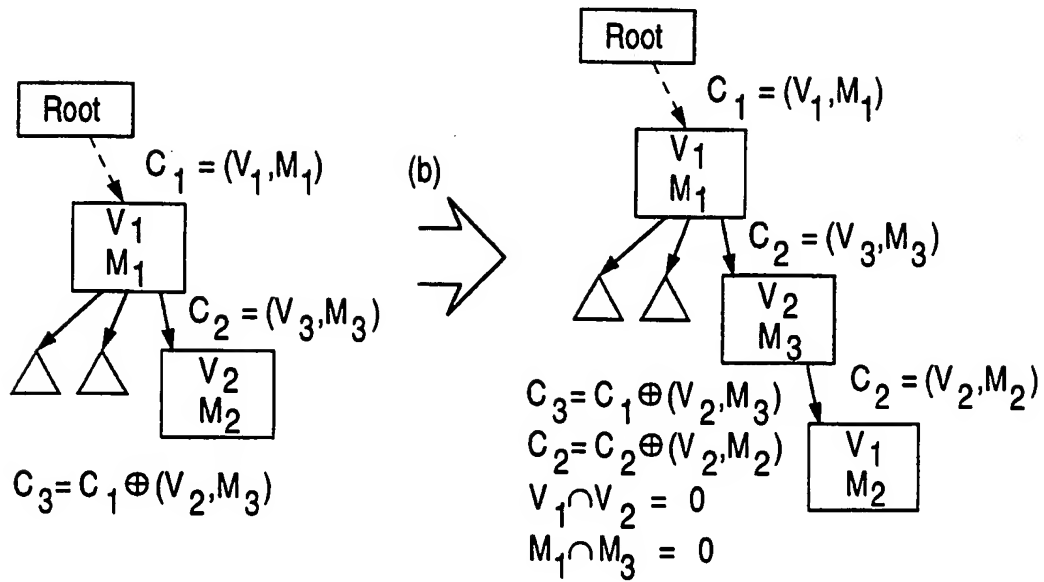 Root
C₁ = (V₁,M₁)
V₁
M₁
C₂ = (V₃,M₃)
V₂
M₂
C₃= C₁ ⊕ (V₂,M₃)
(b)
Root
C₁ = (V₁,M₁)
V₁
M₁
C₂ = (V₃,M₃)
V₂
M₃
C₂ = (V₂,M₂)
V₁
M₂
C₃= C₁ ⊕ (V₂,M₃)
C₂= C₂ ⊕ (V₂,M₂)
V₁∩V₂ = 0
M₁∩M₃ = 0